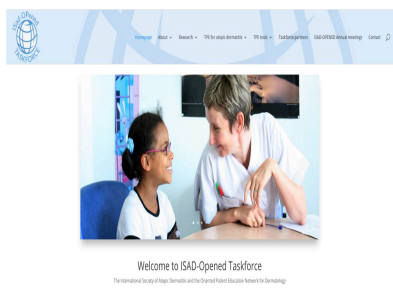 ISAD-OPened
TASKFORCE
Homepage About Research TPE for atopic dermatitis TPE tools Taskforce partners ISAD-OPENED Annual meetings Contact
Welcome to ISAD-Opened Taskforce
The International Society of Atopic Dermatitis and the Oriented Patient Education Network for Dermatology